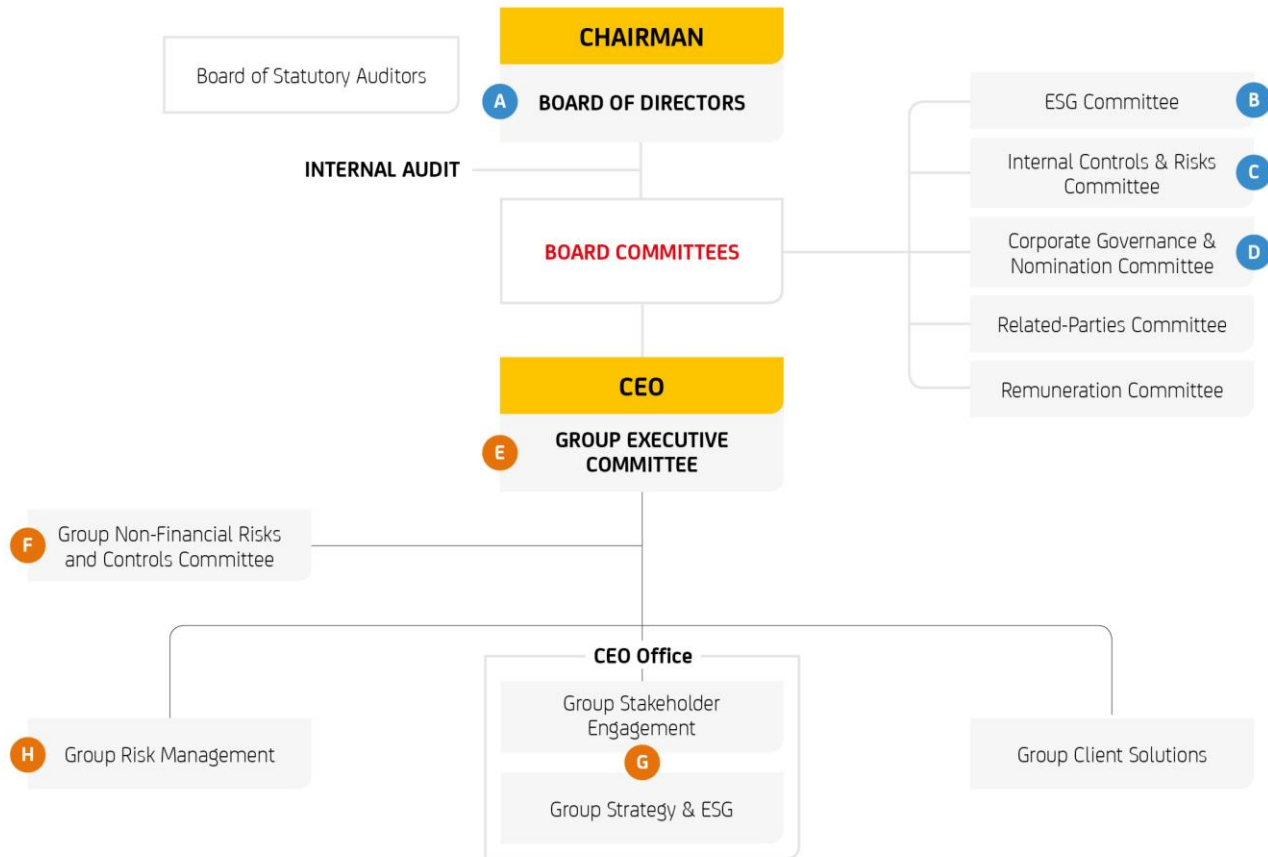 CHAIRMAN
Board of Statutory Auditors
A
BOARD OF DIRECTORS
ESG Committee
B
INTERNAL AUDIT
Internal Controls & Risks
Committee
C
BOARD COMMITTEES
Corporate Governance &
Nomination Committee
D
Related-Parties Committee
Remuneration Committee
CEO
E
GROUP EXECUTIVE
COMMITTEE
F
Group Non-Financial Risks
and Controls Committee
CEO Office
Group Stakeholder
Engagement
G
Group Strategy & ESG
H
Group Risk Management
Group Client Solutions